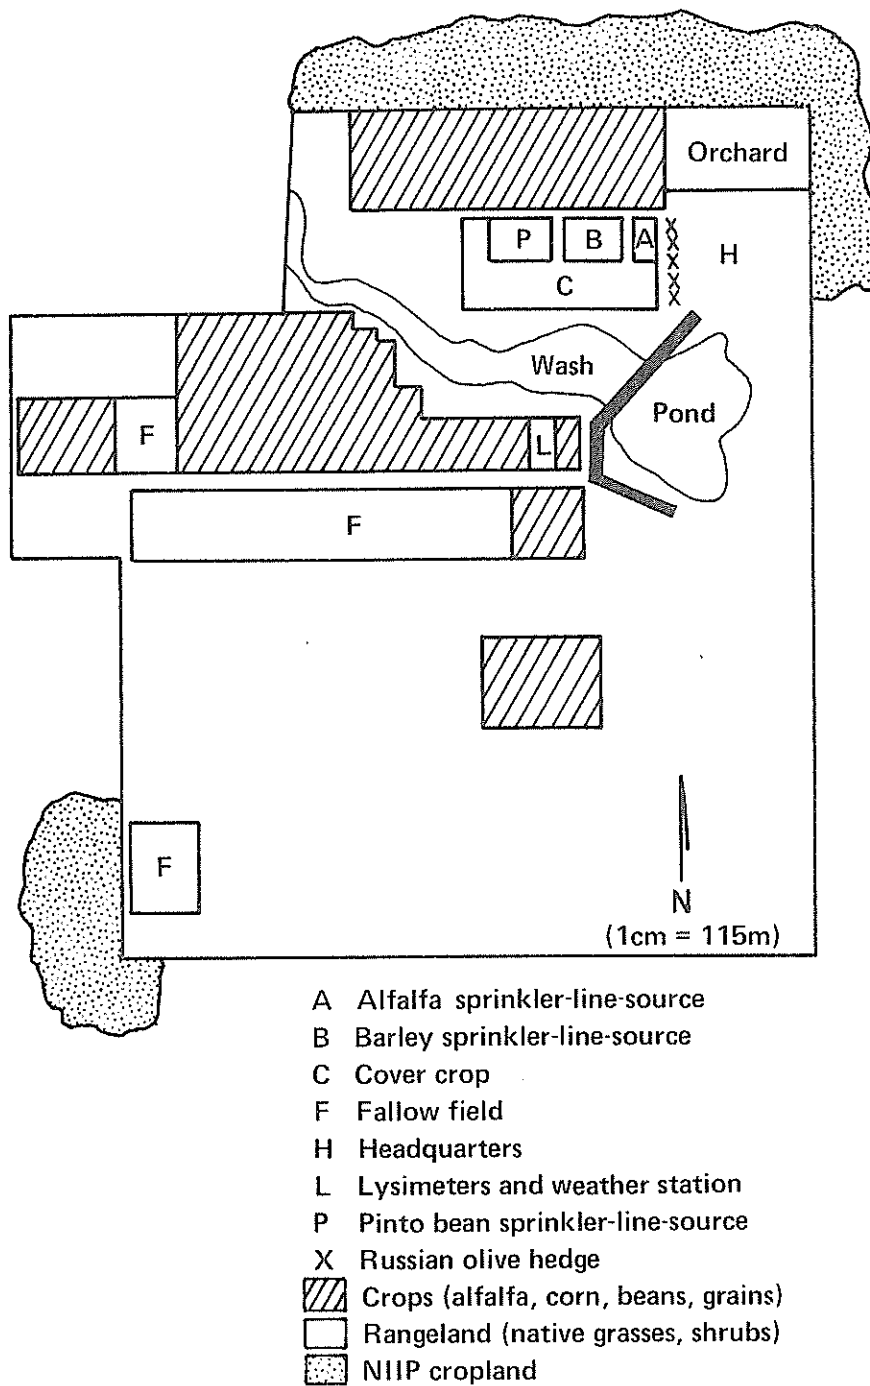 Orchard
P B A
H
C
Wash
Pond
F
L
F
F
N
(1cm = 115m)
A Alfalfa sprinkler-line-source
B Barley sprinkler-line-source
C Cover crop
F Fallow field
H Headquarters
L Lysimeters and weather station
P Pinto bean sprinkler-line-source
X Russian olive hedge
Crops (alfalfa, corn, beans, grains)
Rangeland (native grasses, shrubs)
NIIP cropland